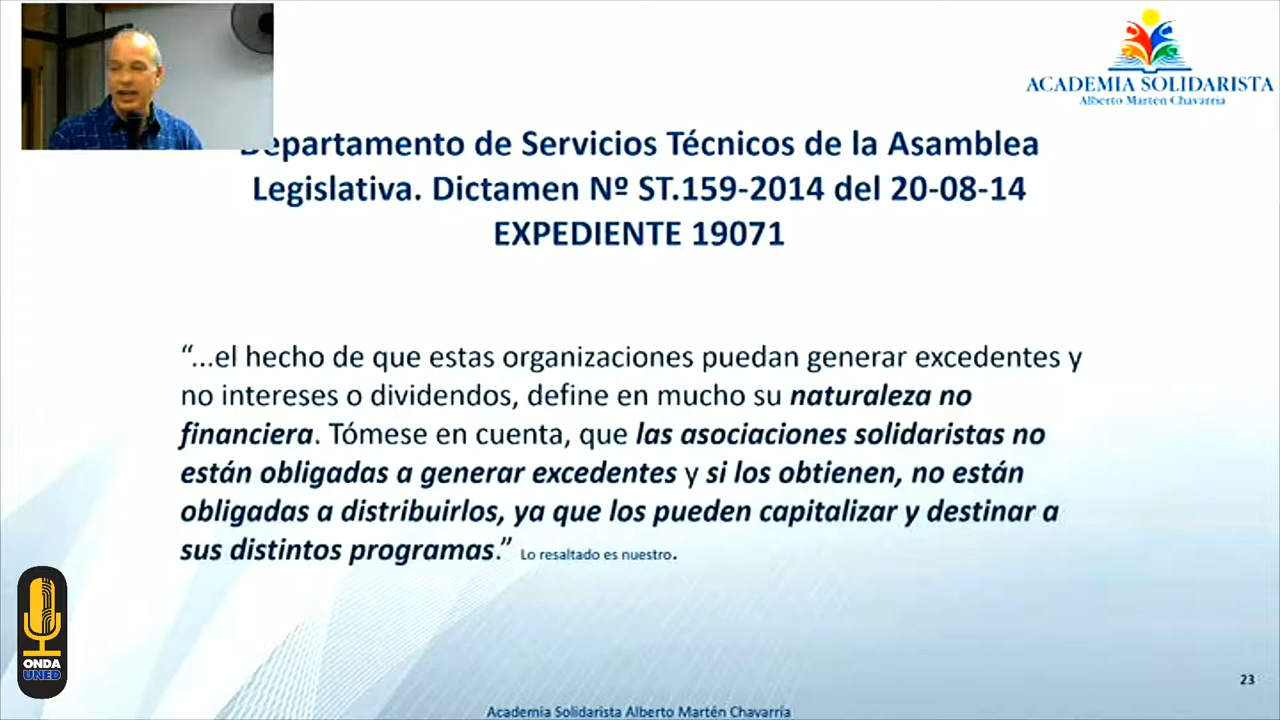 ACADEMIA SOLIDARISTA
Alberto Martén Chavarría
Departamento de Servicios Técnicos de la Asamblea
Legislativa. Dictamen Nº ST.159-2014 del 20-08-14
EXPEDIENTE 19071
“...el hecho de que estas organizaciones puedan generar excedentes y
no intereses o dividendos, define en mucho su naturaleza no
financiera. Tómese en cuenta, que las asociaciones solidaristas no
están obligadas a generar excedentes y si los obtienen, no están
obligadas a distribuirlos, ya que los pueden capitalizar y destinar a
sus distintos programas.” Lo resaltado es nuestro.
ONDA
UNED
23
Academia Solidarista Alberto Martén Chavarría